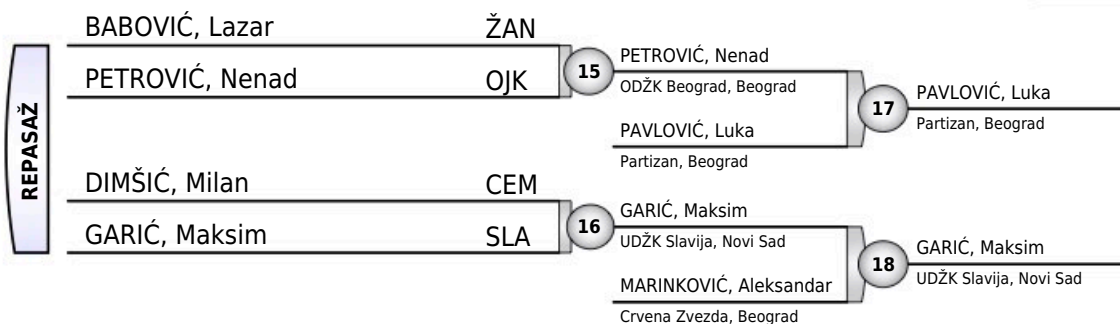 REPASAŽ
BABOVIĆ, Lazar ŽAN
PETROVIĆ, Nenad OJK
15
PETROVIĆ, Nenad
ODŽK Beograd, Beograd
PAVLOVIĆ, Luka
Partizan, Beograd
17
PAVLOVIĆ, Luka
Partizan, Beograd
DIMŠIĆ, Milan CEM
GARIĆ, Maksim SLA
16
GARIĆ, Maksim
UDŽK Slavija, Novi Sad
MARINKOVIĆ, Aleksandar
Crvena Zvezda, Beograd
18
GARIĆ, Maksim
UDŽK Slavija, Novi Sad